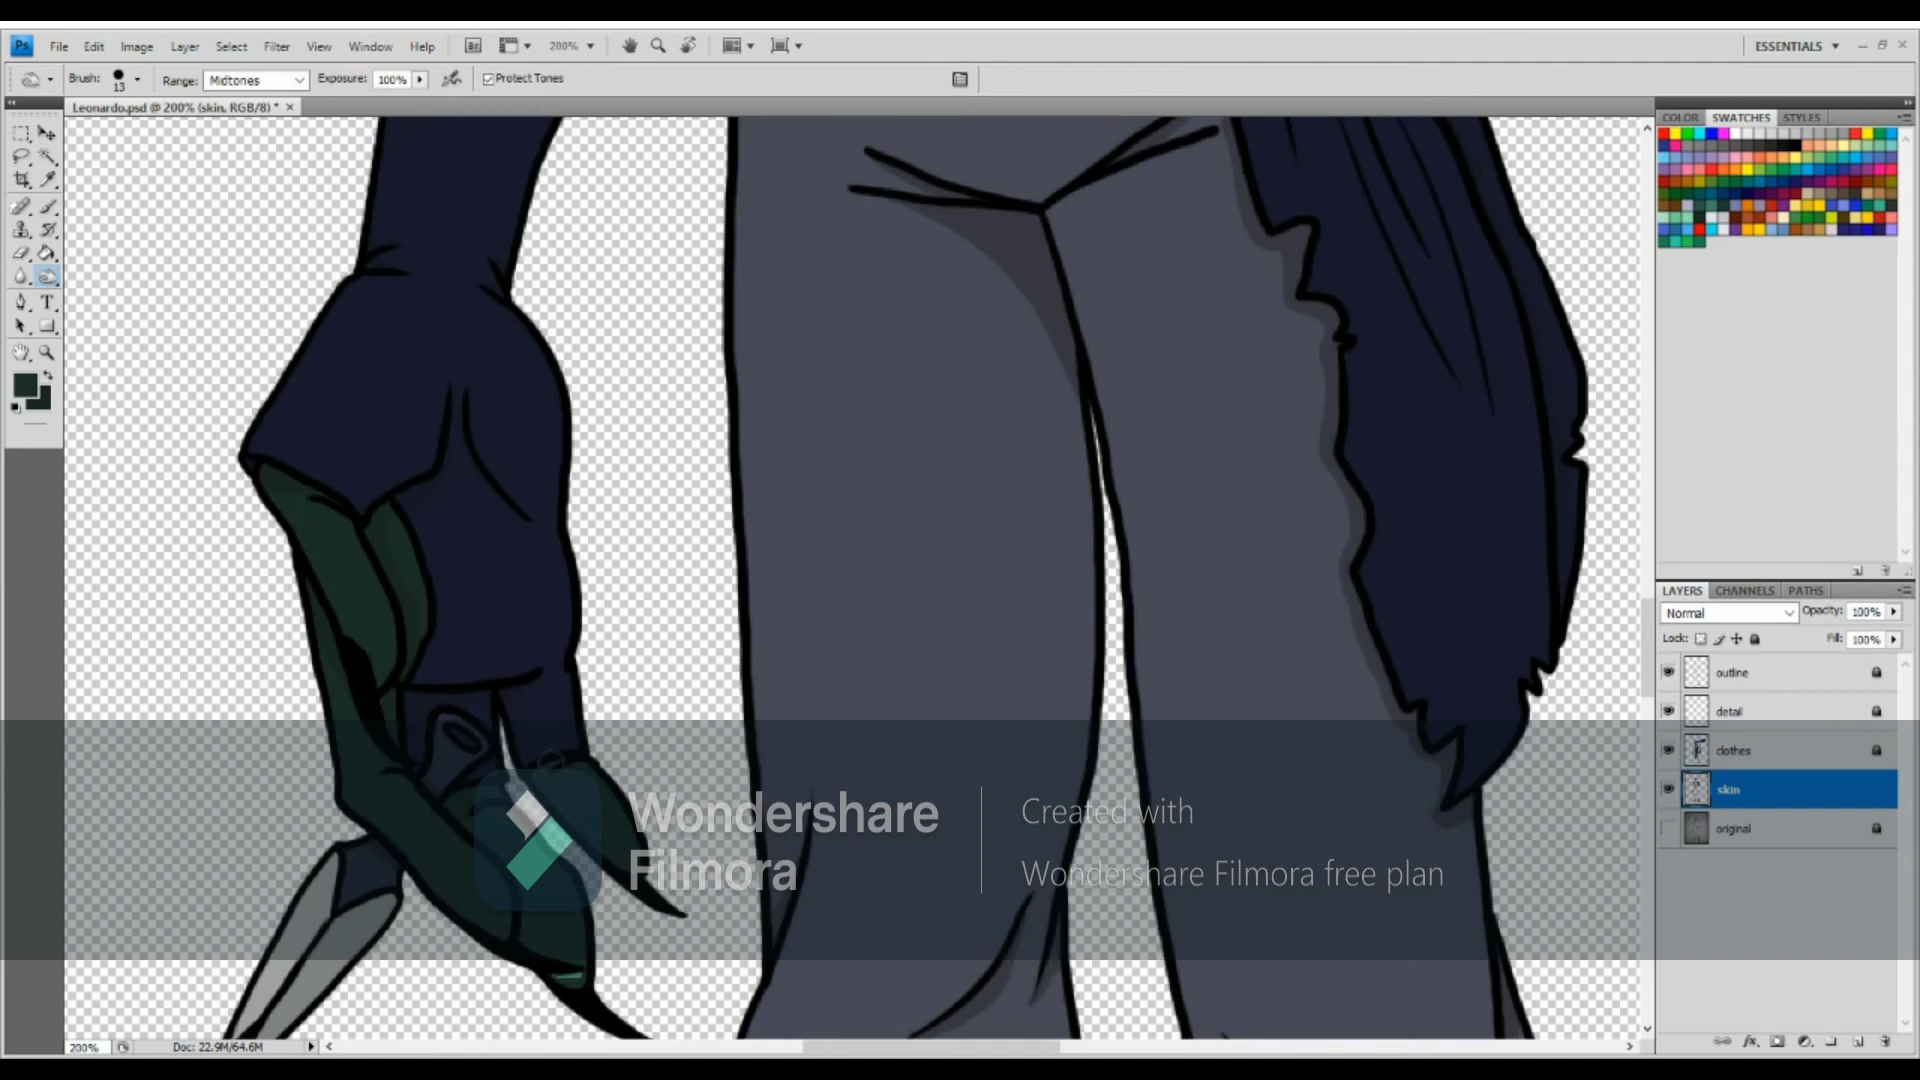 Ps File Edit Image Layer Select Filter View Window Help Br 200% ESSENTIALS
Brush: 13 Range: Midtones Exposure: 100% Protect Tones
Leonardo.psd @ 200% (skin, RGB/8) *
COLOR SWATCHES STYLES
T
LAYERS CHANNELS PATHS
Normal Opacity: 100%
Lock: Fill: 100%
outline
detail
clothes
skin
original
Wondershare
Filmora
Created with
Wondershare Filmora free plan
200% Doc: 22.9M/64.6M
fx